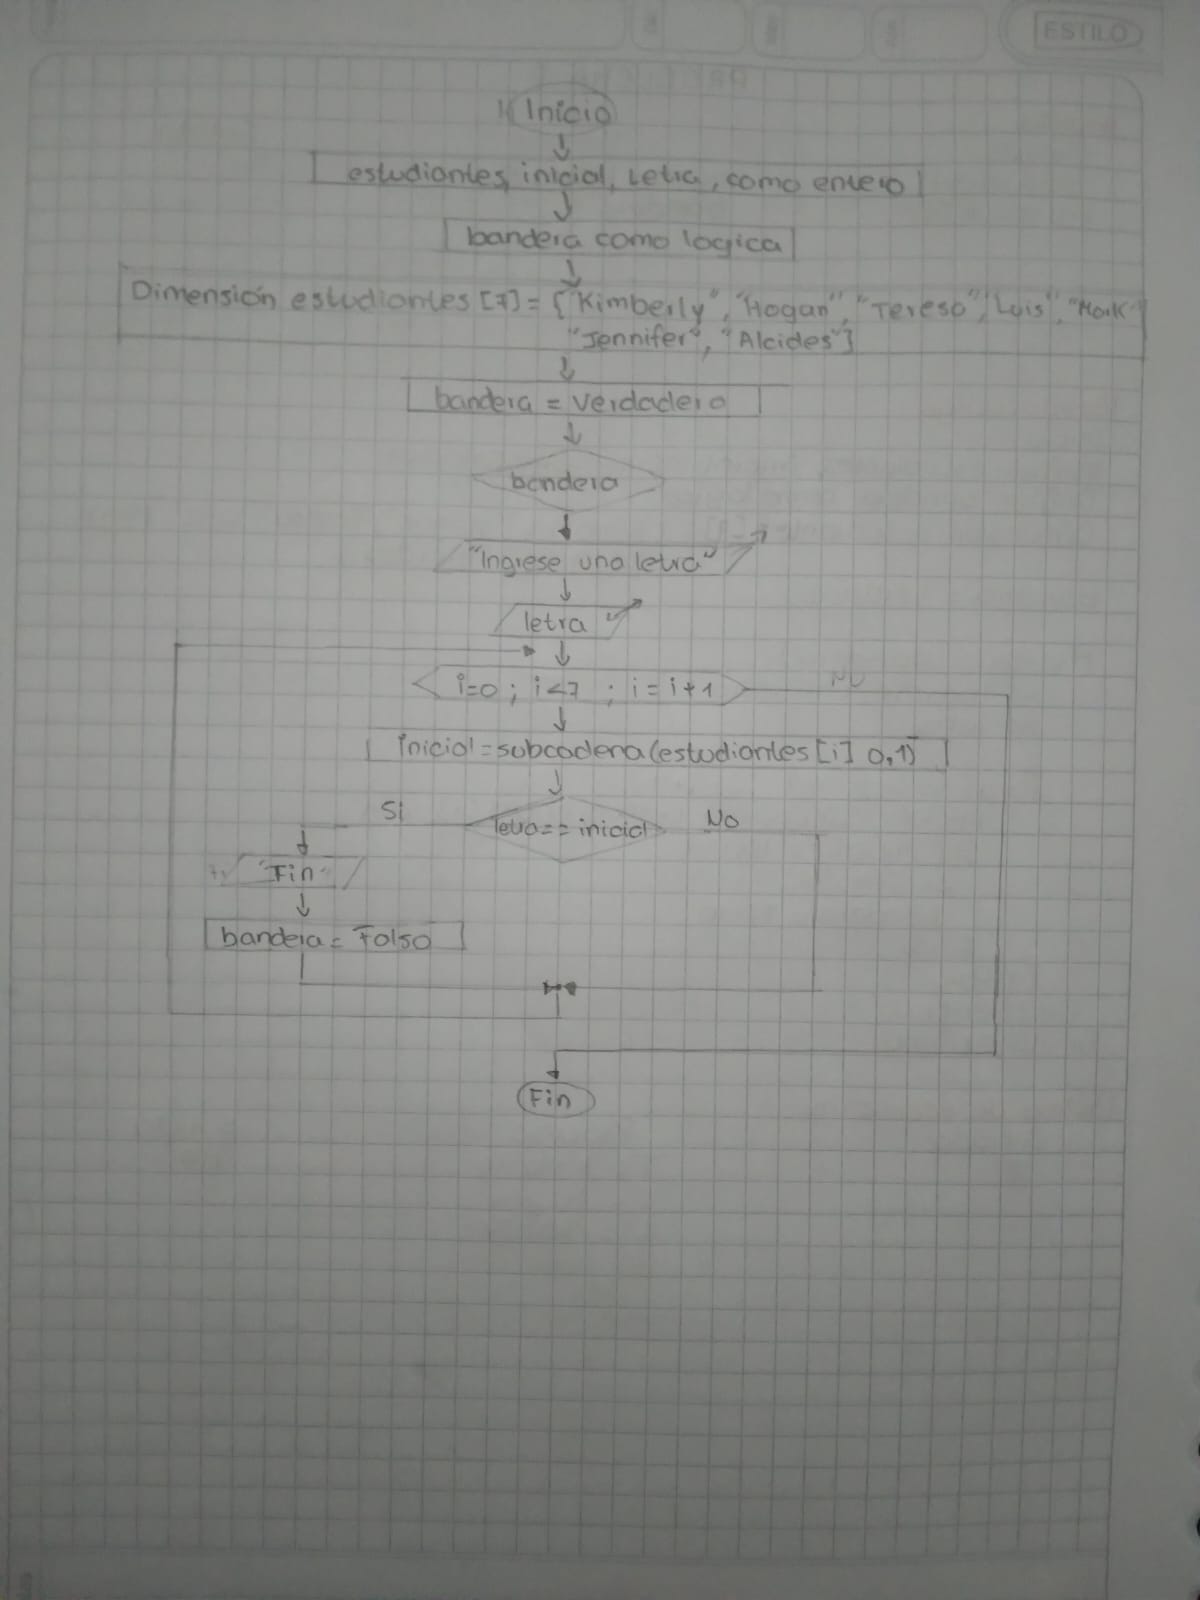 ESTILO
Inicio
estudiantes, inicial, Letra, como entero
bandera como logica
Dimensión estudiantes [7] = {"Kimberly", "Hogan", "Tereso", "Luis", "Mark"
"Jennifer", "Alcides"}
bandera = Verdadero
bandera
"Ingrese una letra"
letra
i=0 ; i<7 ; i = i+1
inicial = subcadena(estudiantes [i] 0,1)
Si
letra == inicial
No
"Fin"
bandera = Falso
Fin